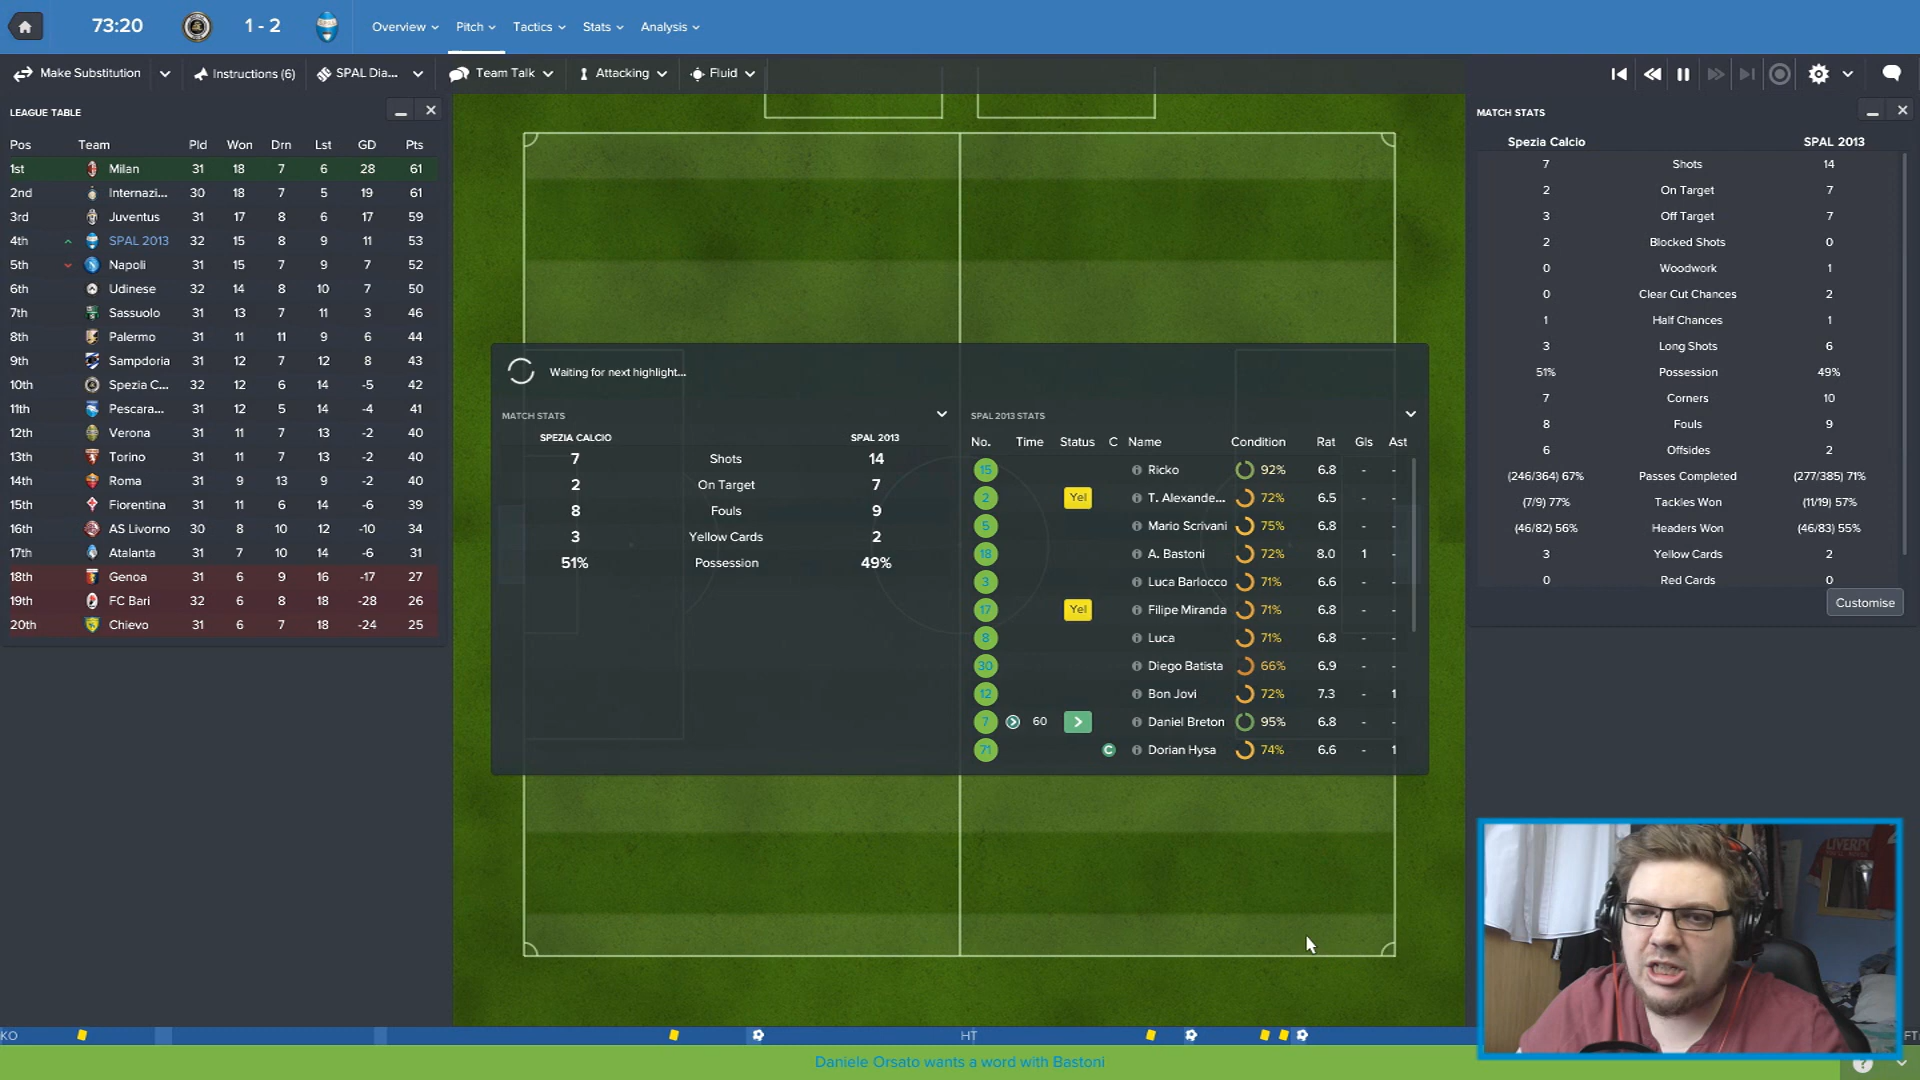 73:20 1 - 2 Overview Pitch Tactics Stats Analysis
Make Substitution Instructions (6) SPAL Dia... Team Talk Attacking Fluid
LEAGUE TABLE
Pos Team Pld Won Drn Lst GD Pts
1st Milan 31 18 7 6 28 61
2nd Internazi... 30 18 7 5 19 61
3rd Juventus 31 17 8 6 17 59
4th SPAL 2013 32 15 8 9 11 53
5th Napoli 31 15 7 9 7 52
6th Udinese 32 14 8 10 7 50
7th Sassuolo 31 13 7 11 3 46
8th Palermo 31 11 11 9 6 44
9th Sampdoria 31 12 7 12 8 43
10th Spezia C... 32 12 6 14 -5 42
11th Pescara... 31 12 5 14 -4 41
12th Verona 31 11 7 13 -2 40
13th Torino 31 11 7 13 -2 40
14th Roma 31 9 13 9 -2 40
15th Fiorentina 31 11 6 14 -6 39
16th AS Livorno 30 8 10 12 -10 34
17th Atalanta 31 7 10 14 -6 31
18th Genoa 31 6 9 16 -17 27
19th FC Bari 32 6 8 18 -28 26
20th Chievo 31 6 7 18 -24 25
Waiting for next highlight...
MATCH STATS
SPEZIA CALCIO SPAL 2013
7 Shots 14
2 On Target 7
8 Fouls 9
3 Yellow Cards 2
51% Possession 49%
SPAL 2013 STATS
No. Time Status C Name Condition Rat Gls Ast
15 Ricko 92% 6.8 - -
2 Yel T. Alexande... 72% 6.5 - -
5 Mario Scrivani 75% 6.8 - -
18 A. Bastoni 72% 8.0 1 -
3 Luca Barlocco 71% 6.6 - -
17 Yel Filipe Miranda 71% 6.8 - -
8 Luca 71% 6.8 - -
30 Diego Batista 66% 6.9 - -
12 Bon Jovi 72% 7.3 - 1
7 60 Daniel Breton 95% 6.8 - -
71 C Dorian Hysa 74% 6.6 - 1
MATCH STATS
Spezia Calcio SPAL 2013
7 Shots 14
2 On Target 7
3 Off Target 7
2 Blocked Shots 0
0 Woodwork 1
0 Clear Cut Chances 2
1 Half Chances 1
3 Long Shots 6
51% Possession 49%
7 Corners 10
8 Fouls 9
6 Offsides 2
(246/364) 67% Passes Completed (277/385) 71%
(7/9) 77% Tackles Won (11/19) 57%
(46/82) 56% Headers Won (46/83) 55%
3 Yellow Cards 2
0 Red Cards 0
Customise
KO HT FT
Daniele Orsato wants a word with Bastoni
?